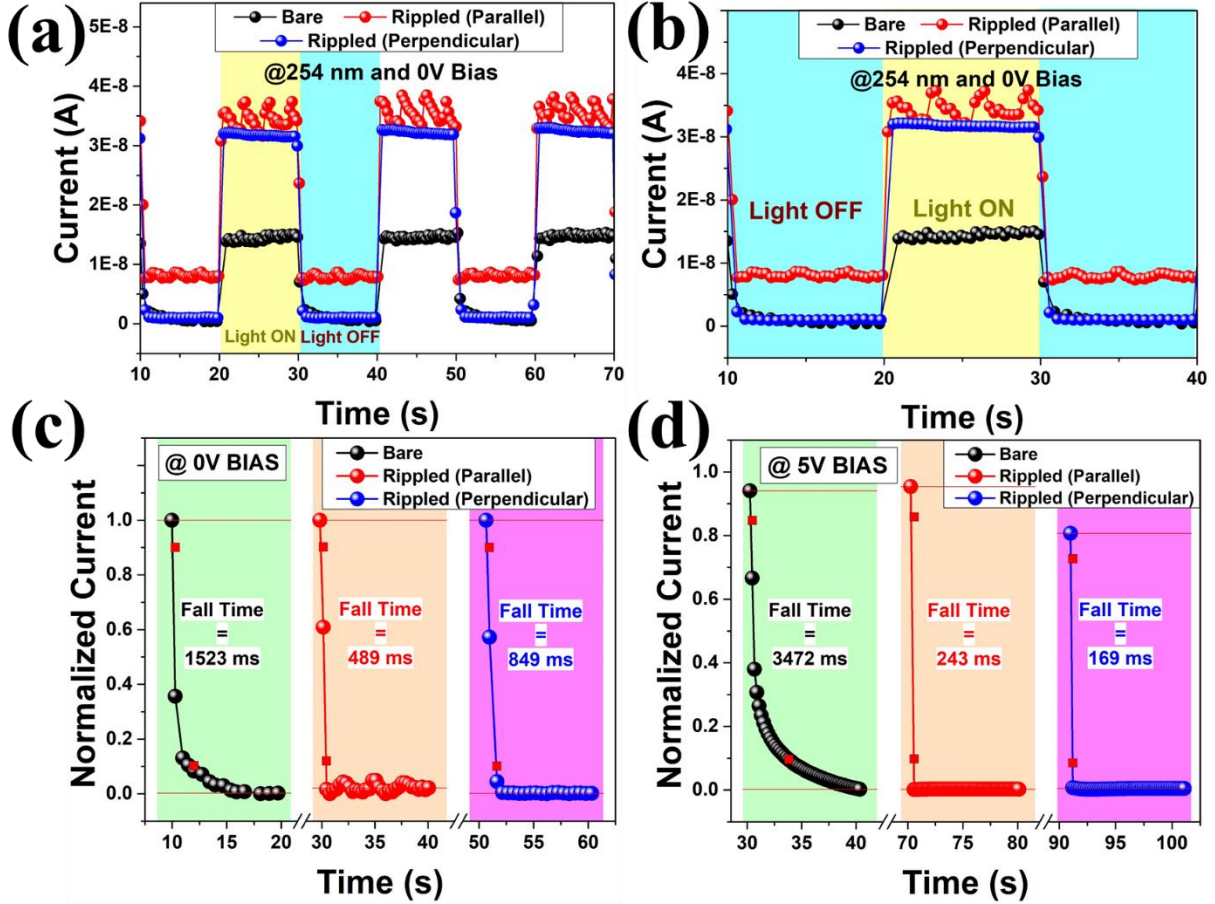 (a)
Bare Rippled (Parallel)
Rippled (Perpendicular)
@254 nm and 0V Bias
Current (A)
5E-8
4E-8
3E-8
2E-8
1E-8
0
Light ON Light OFF
10 20 30 40 50 60 70
Time (s)
(b)
Bare Rippled (Parallel)
Rippled (Perpendicular)
@254 nm and 0V Bias
Current (A)
5E-8
4E-8
3E-8
2E-8
1E-8
0
Light OFF Light ON
10 20 30 40
Time (s)
(c)
@ 0V BIAS
Bare
Rippled (Parallel)
Rippled (Perpendicular)
Normalized Current
1.0
0.8
0.6
0.4
0.2
0.0
Fall Time
=
1523 ms
Fall Time
=
489 ms
Fall Time
=
849 ms
10 15 20 30 35 40 50 55 60
Time (s)
(d)
@ 5V BIAS
Bare
Rippled (Parallel)
Rippled (Perpendicular)
Normalized Current
1.0
0.8
0.6
0.4
0.2
0.0
Fall Time
=
3472 ms
Fall Time
=
243 ms
Fall Time
=
169 ms
30 35 40 70 75 80 90 95 100
Time (s)